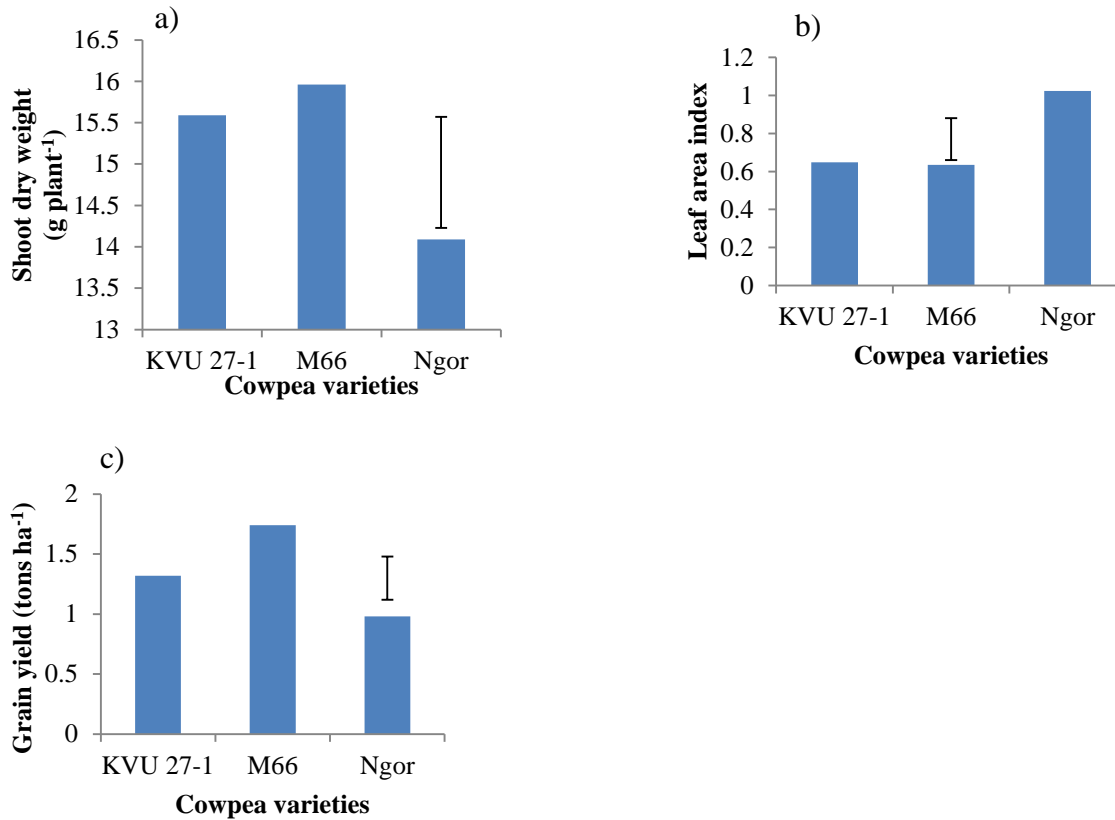 a)
Shoot dry weight
(g plant-1)
16.5
16
15.5
15
14.5
14
13.5
13
KVU 27-1 M66 Ngor
Cowpea varieties
b)
Leaf area index
1.2
1
0.8
0.6
0.4
0.2
0
KVU 27-1 M66 Ngor
Cowpea varieties
c)
Grain yield (tons ha-1)
2
1.5
1
0.5
0
KVU 27-1 M66 Ngor
Cowpea varieties